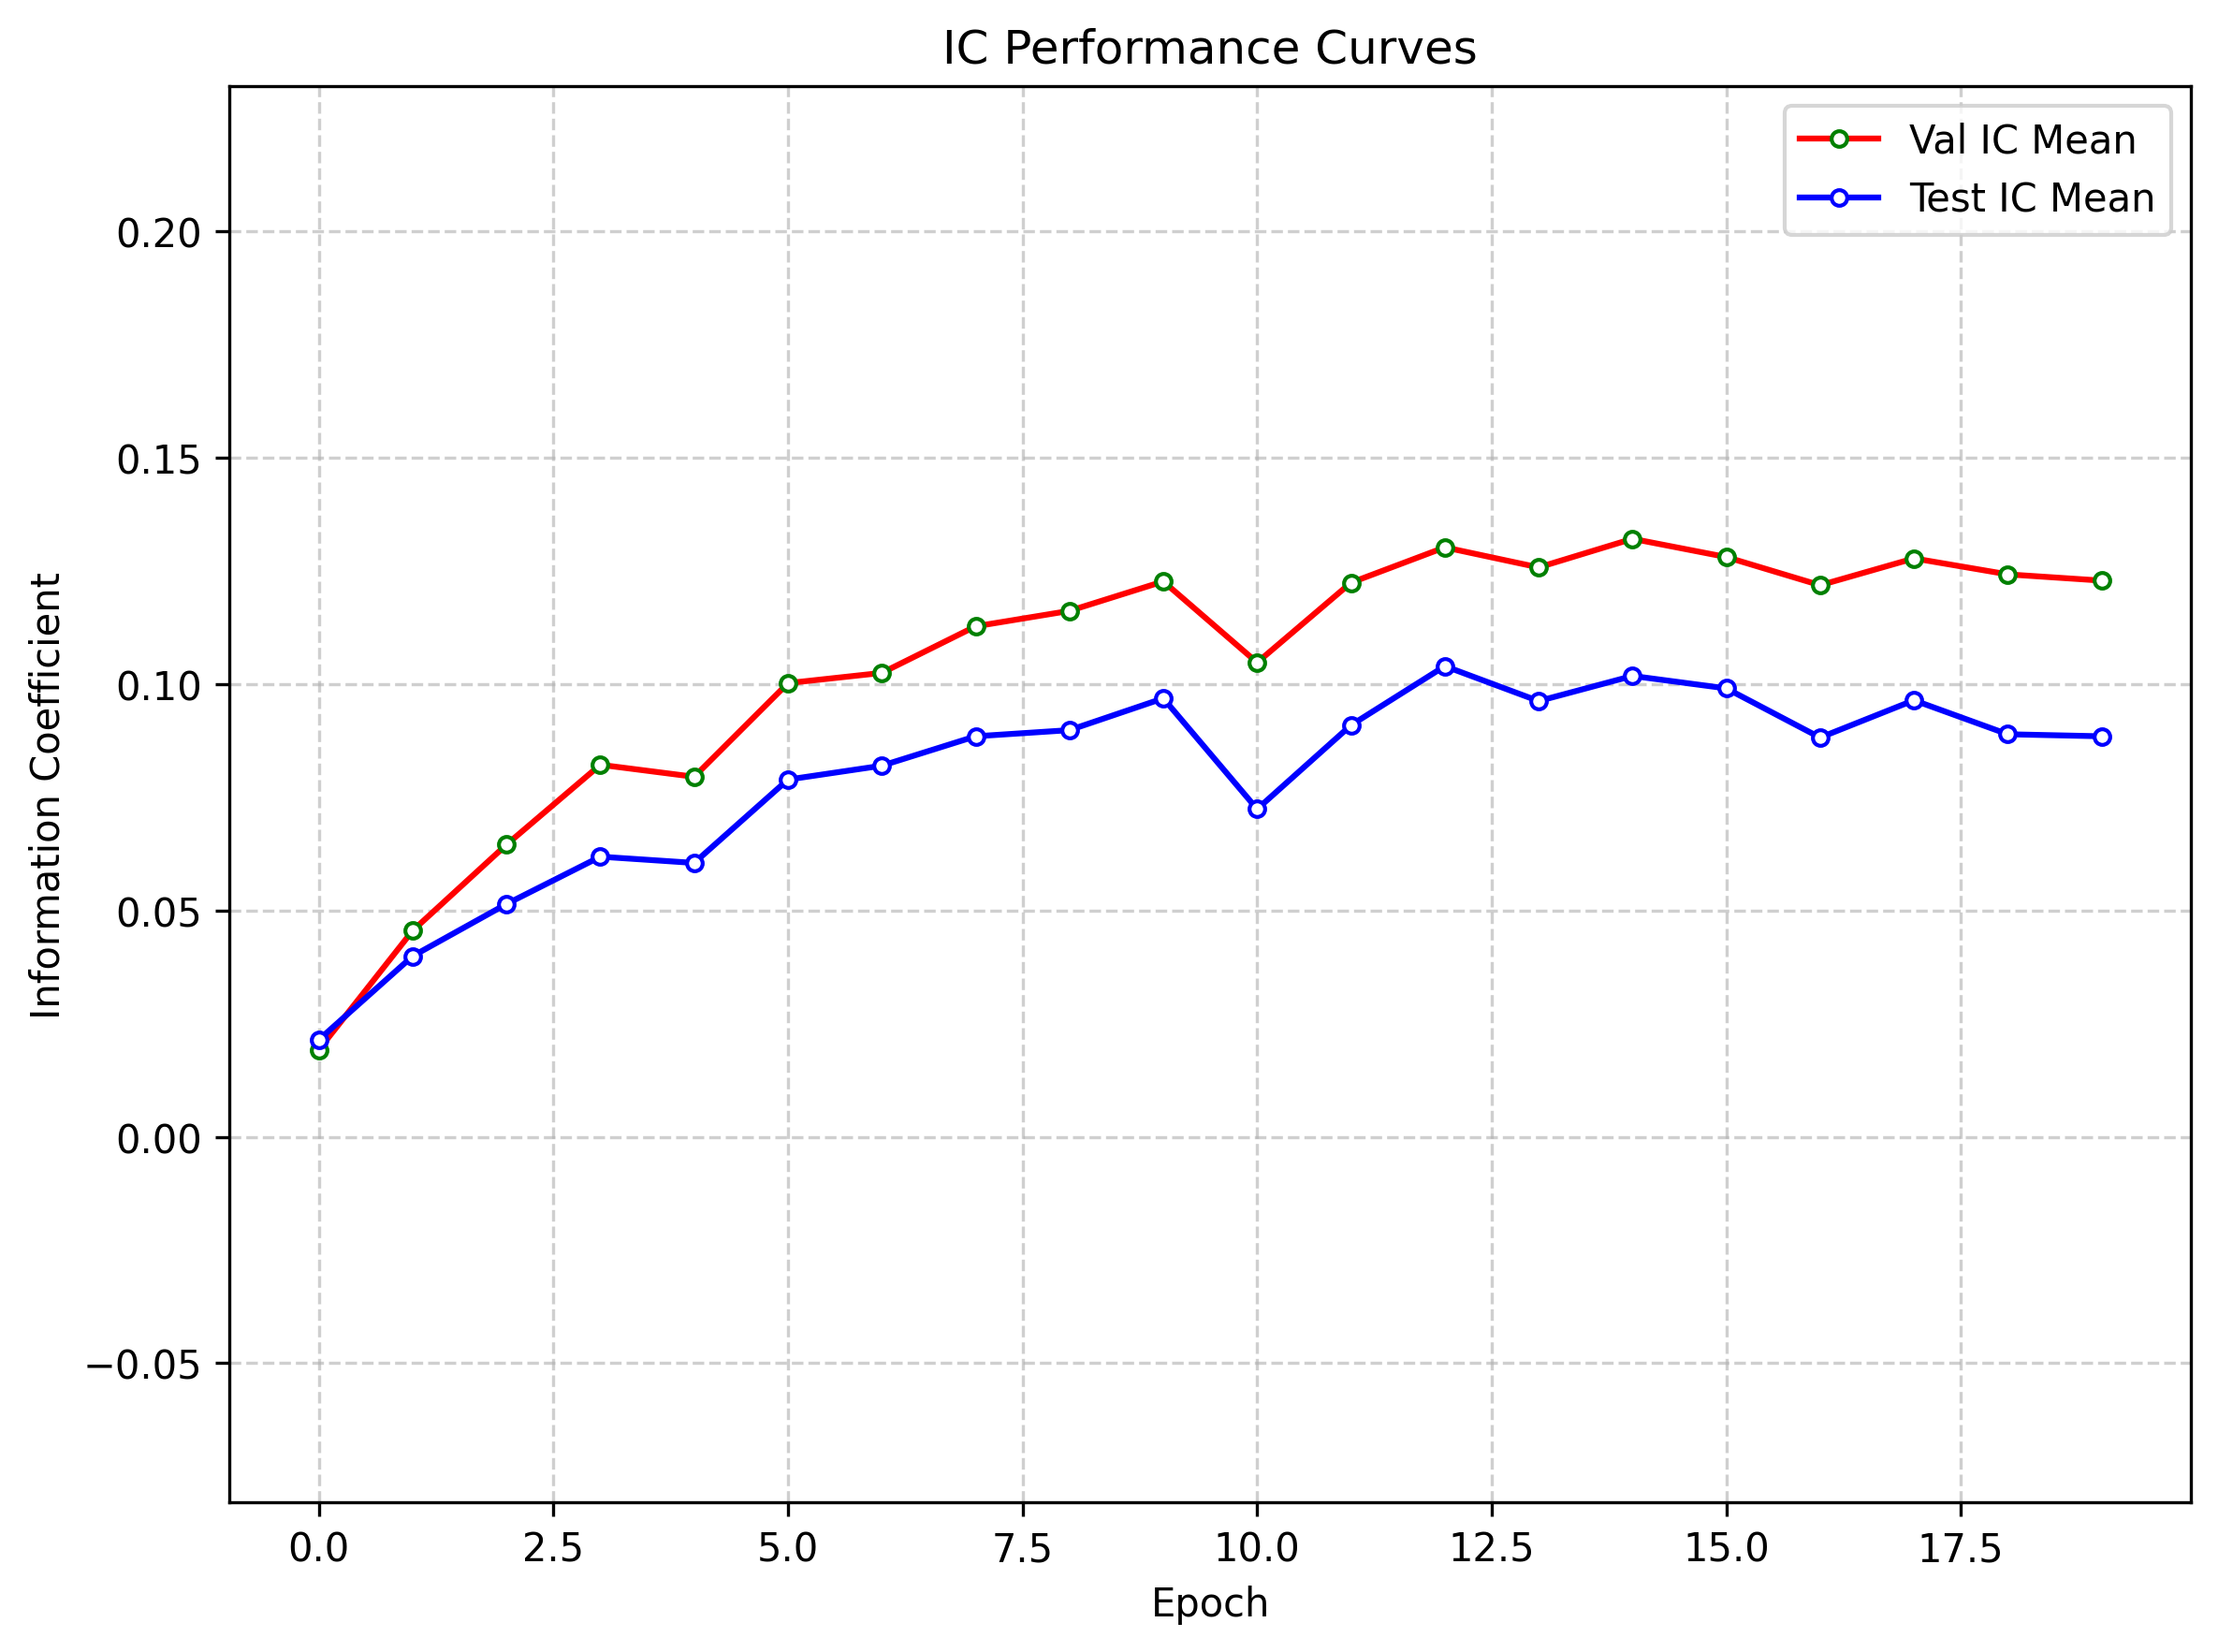 IC Performance Curves
Val IC Mean
Test IC Mean
Information Coefficient
0.20
0.15
0.10
0.05
0.00
−0.05
0.0 2.5 5.0 7.5 10.0 12.5 15.0 17.5
Epoch